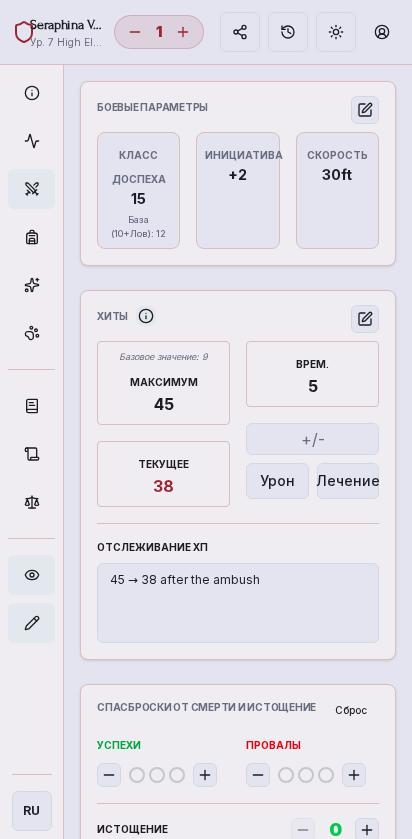 Seraphina V...
Ур. 7 High El...
1
БОЕВЫЕ ПАРАМЕТРЫ
КЛАСС
ДОСПЕХА
15
База
(10+Лов): 12
ИНИЦИАТИВА
+2
СКОРОСТЬ
30ft
ХИТЫ
Базовое значение: 9
МАКСИМУМ
45
ВРЕМ.
5
ТЕКУЩЕЕ
38
+/-
Урон
Лечение
ОТСЛЕЖИВАНИЕ ХП
45 → 38 after the ambush
СПАСБРОСКИ ОТ СМЕРТИ И ИСТОЩЕНИЕ
Сброс
УСПЕХИ
ПРОВАЛЫ
ИСТОЩЕНИЕ
0
RU